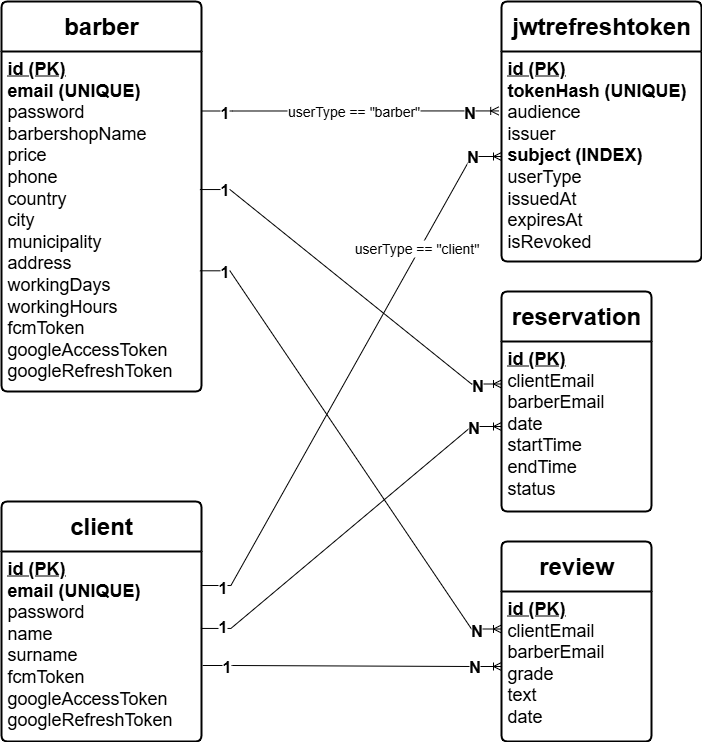 barber
id (PK)
email (UNIQUE)
password
barbershopName
price
phone
country
city
municipality
address
workingDays
workingHours
fcmToken
googleAccessToken
googleRefreshToken
1
userType == "barber"
N
1
1
jwtrefreshtoken
id (PK)
tokenHash (UNIQUE)
audience
issuer
subject (INDEX)
userType
issuedAt
expiresAt
isRevoked
N
userType == "client"
reservation
id (PK)
clientEmail
barberEmail
date
startTime
endTime
status
N
N
client
id (PK)
email (UNIQUE)
password
name
surname
fcmToken
googleAccessToken
googleRefreshToken
1
1
1
N
N
review
id (PK)
clientEmail
barberEmail
grade
text
date